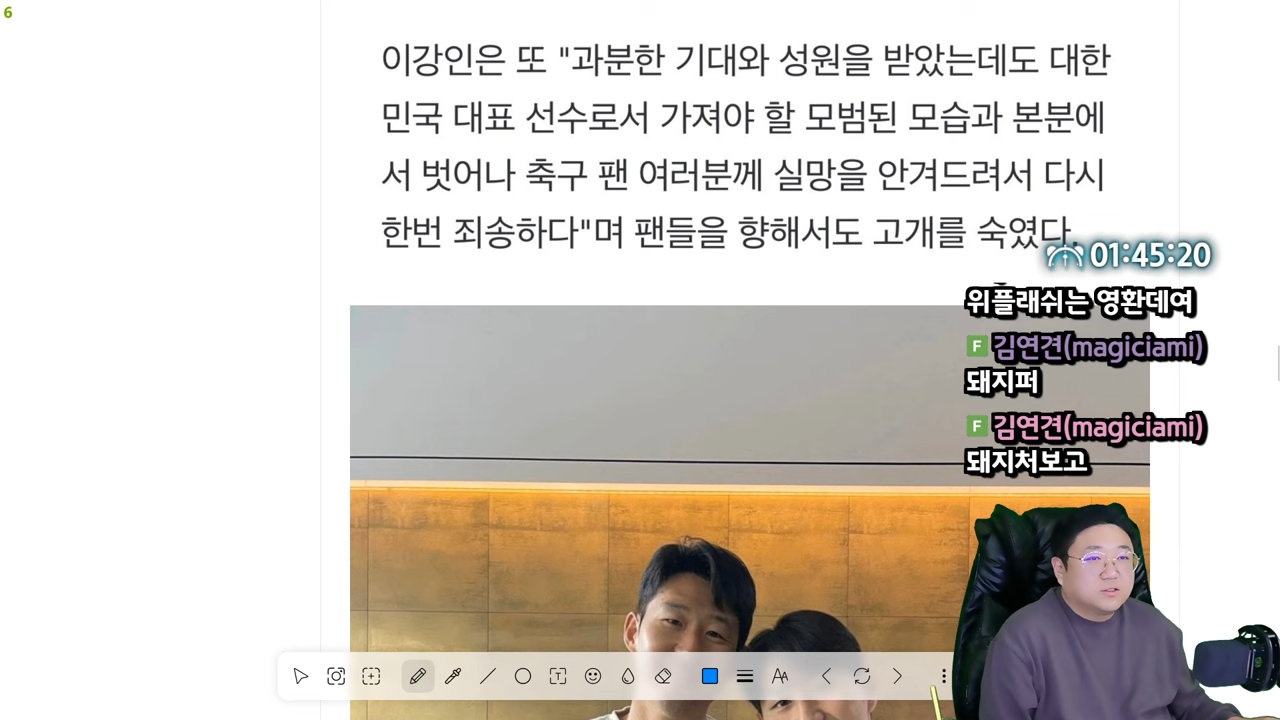 6
이강인은 또 "과분한 기대와 성원을 받았는데도 대한
민국 대표 선수로서 가져야 할 모범된 모습과 본분에
서 벗어나 축구 팬 여러분께 실망을 안겨드려서 다시
한번 죄송하다"며 팬들을 향해서도 고개를 숙였다.
01:45:20
위플래쉬는 영환데여
F 김연견(magiciami)
돼지퍼
F 김연견(magiciami)
돼지처보고
T
AA